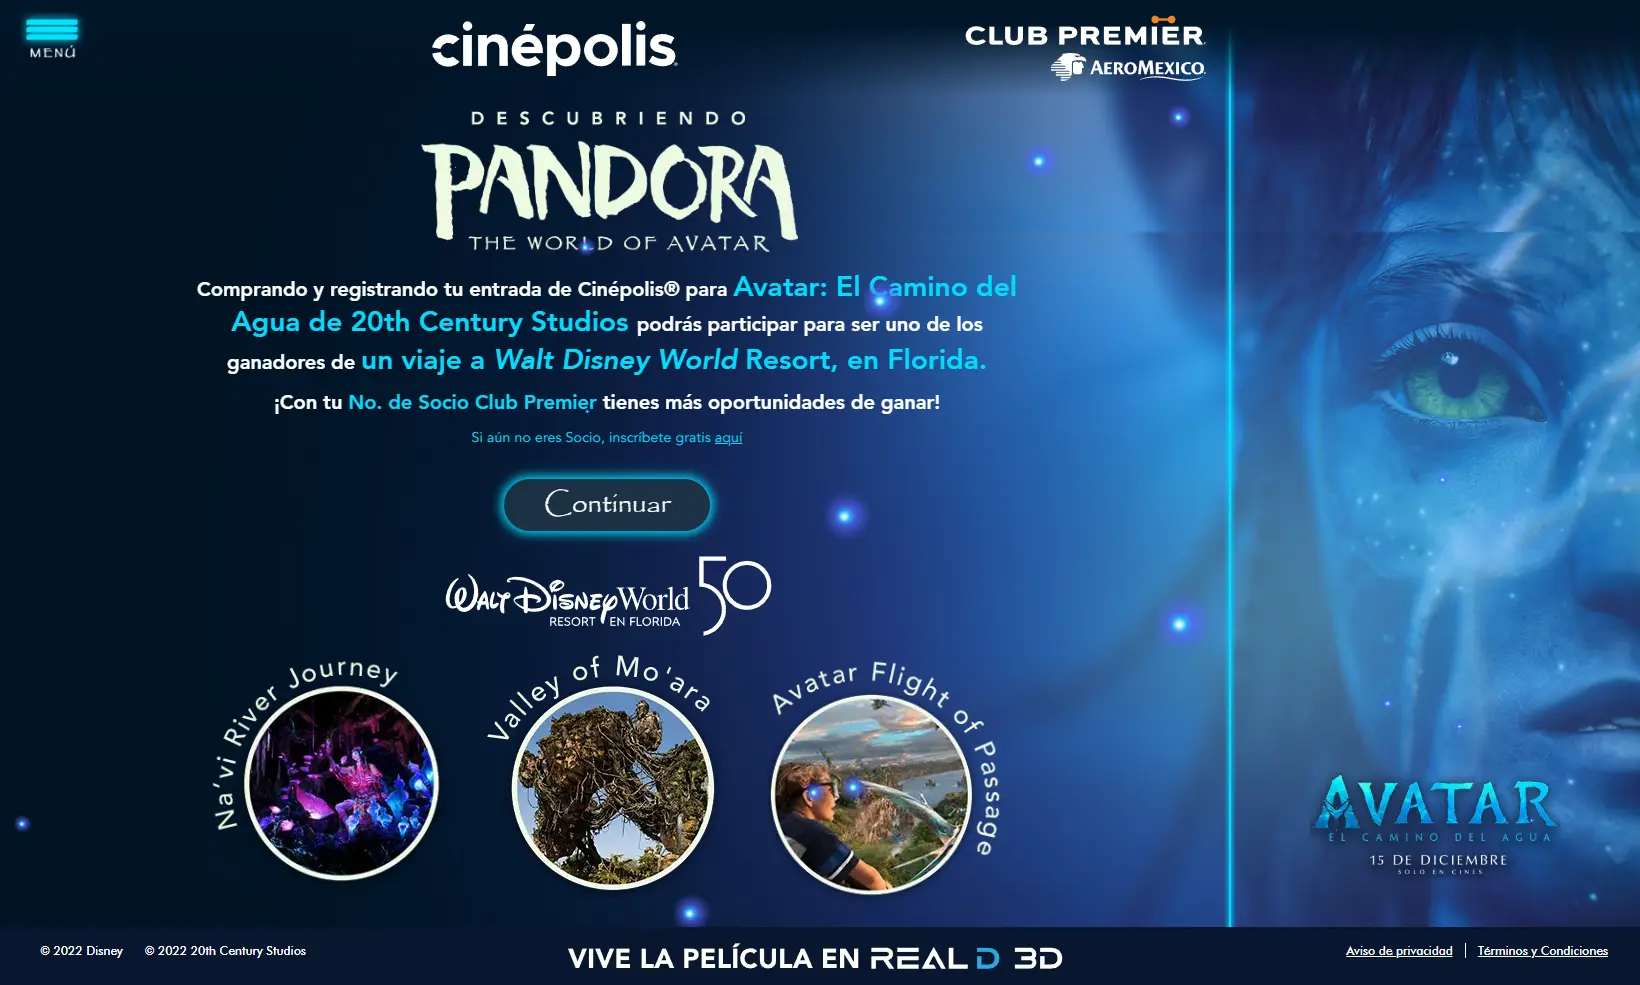 MENÚ
cinépolis
CLUB PREMIER
AEROMEXICO
DESCUBRIENDO
PANDORA
THE WORLD OF AVATAR
Comprando y registrando tu entrada de Cinépolis® para Avatar: El Camino del
Agua de 20th Century Studios podrás participar para ser uno de los
ganadores de un viaje a Walt Disney World Resort, en Florida.
¡Con tu No. de Socio Club Premier tienes más oportunidades de ganar!
Si aún no eres Socio, inscríbete gratis aquí
Continuar
WALT DISNEY World 50
RESORT EN FLORIDA
Na'vi River Journey
Valley of Mo'ara
Avatar Flight of Passage
AVATAR
EL CAMINO DEL AGUA
15 DE DICIEMBRE
SOLO EN CINES
© 2022 Disney © 2022 20th Century Studios
VIVE LA PELÍCULA EN REAL D 3D
Aviso de privacidad | Términos y Condiciones